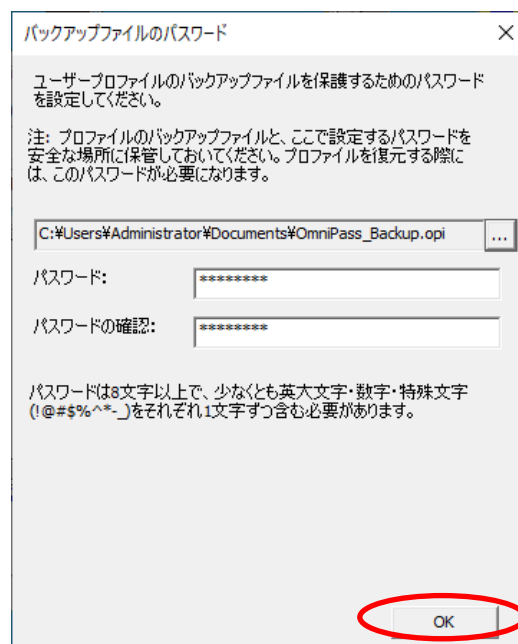 バックアップファイルのパスワード
ユーザープロファイルのバックアップファイルを保護するためのパスワード
を設定してください。
注: プロファイルのバックアップファイルと、ここで設定するパスワードを
安全な場所に保管しておいてください。プロファイルを復元する際に
は、このパスワードが必要になります。
C:¥Users¥Administrator¥Documents¥OmniPass_Backup.opi ...
パスワード: ********
パスワードの確認: ********
パスワードは8文字以上で、少なくとも英大文字・数字・特殊文字
(!@#$%^*-_)をそれぞれ1文字ずつ含む必要があります。
OK